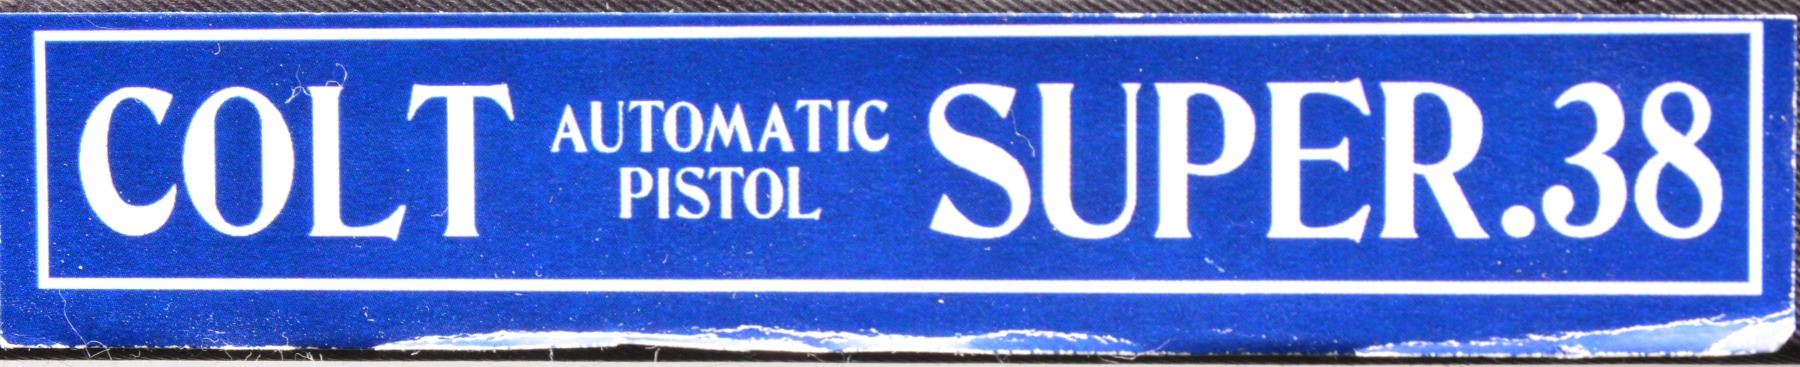 COLT AUTOMATIC PISTOL SUPER.38